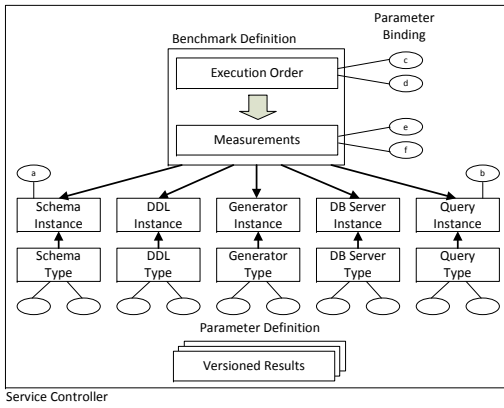 Parameter
Binding
Benchmark Definition
Execution Order
c
d
Measurements
e
f
a
b
Schema
Instance
DDL
Instance
Generator
Instance
DB Server
Instance
Query
Instance
Schema
Type
DDL
Type
Generator
Type
DB Server
Type
Query
Type
Parameter Definition
Versioned Results
Service Controller